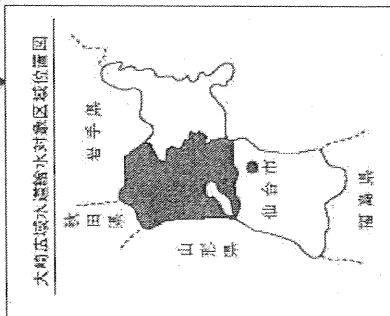 大崎広域水道給水対象区域位置図
秋田県
岩手県
山形県
仙台市
福島県